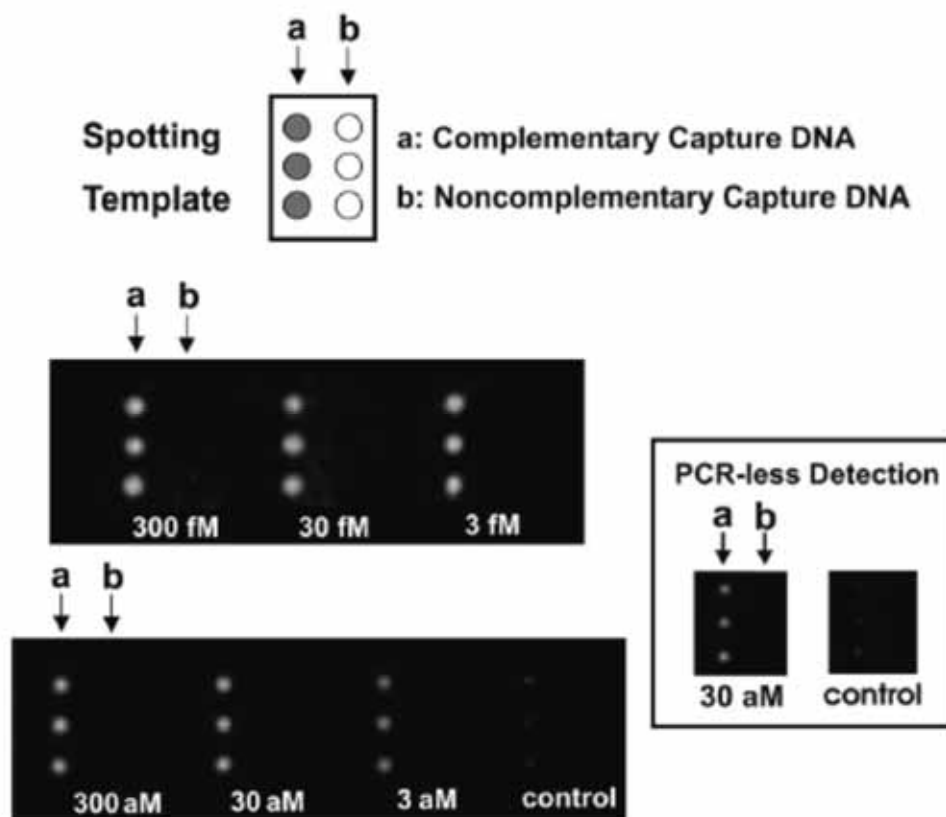 a b
Spotting
Template
a: Complementary Capture DNA
b: Noncomplementary Capture DNA
a b
300 fM 30 fM 3 fM
PCR-less Detection
a b
30 aM control
a b
300 aM 30 aM 3 aM control